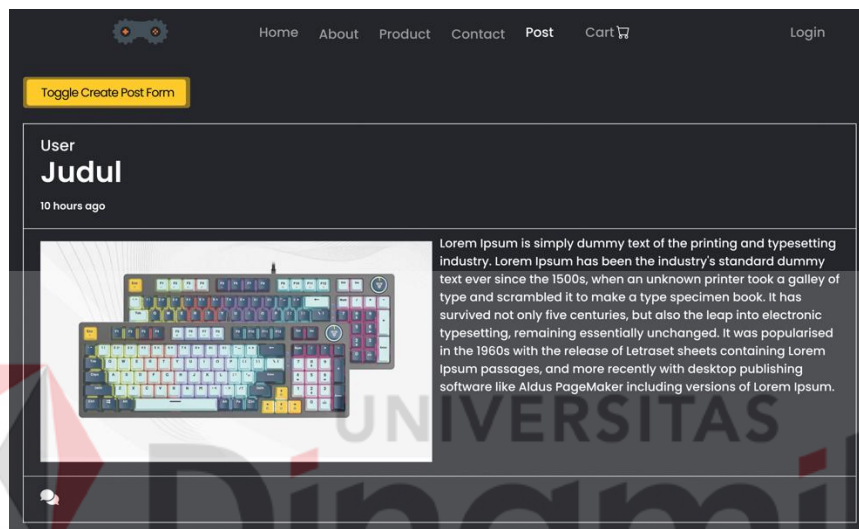 Home About Product Contact Post Cart Login
Toggle Create Post Form
User
Judul
10 hours ago
Lorem Ipsum is simply dummy text of the printing and typesetting
industry. Lorem Ipsum has been the industry's standard dummy
text ever since the 1500s, when an unknown printer took a galley of
type and scrambled it to make a type specimen book. It has
survived not only five centuries, but also the leap into electronic
typesetting, remaining essentially unchanged. It was popularised
in the 1960s with the release of Letraset sheets containing Lorem
Ipsum passages, and more recently with desktop publishing
software like Aldus PageMaker including versions of Lorem Ipsum.
UNIVERSITAS